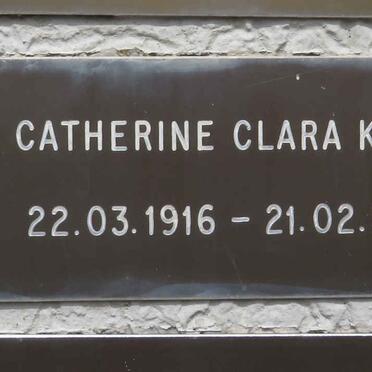 CATHERINE CLARA K
22.03.1916 - 21.02.